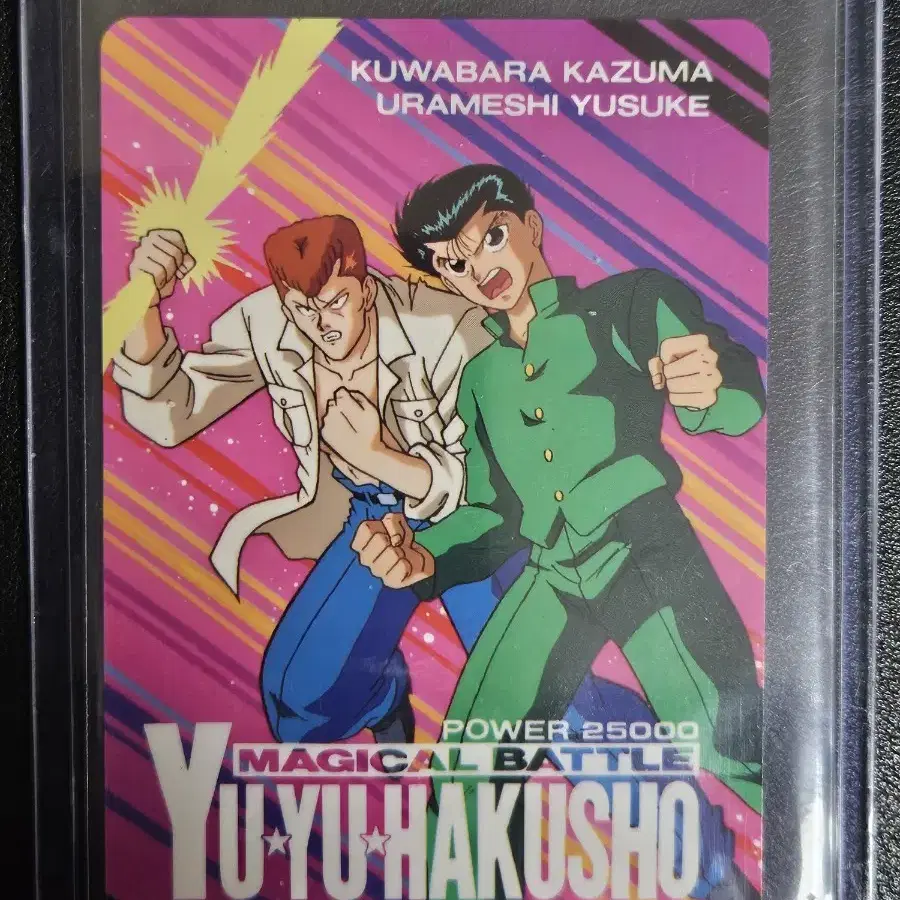 KUWABARA KAZUMA
URAMESHI YUSUKE
POWER 25000
MAGICAL BATTLE
YU★YU★HAKUSHO